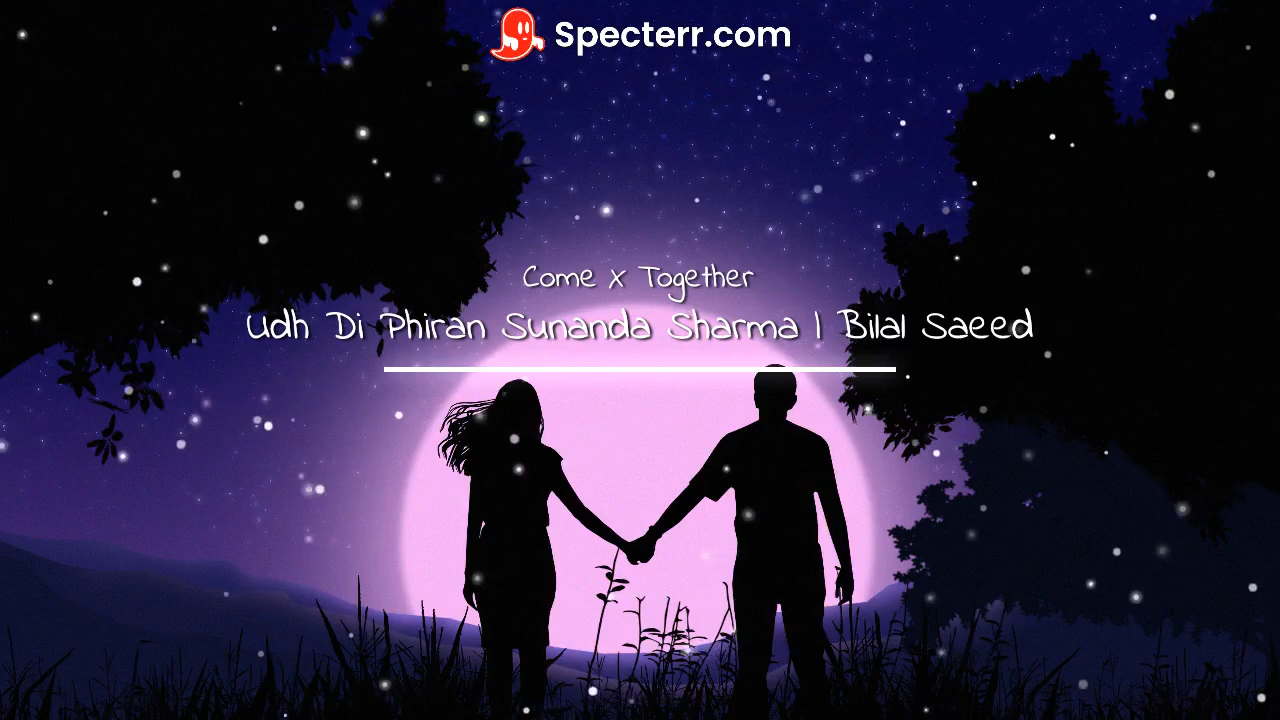 Specterr.com
Come X Together
Udh Di Phiran Sunanda Sharma | Bilal Saeed